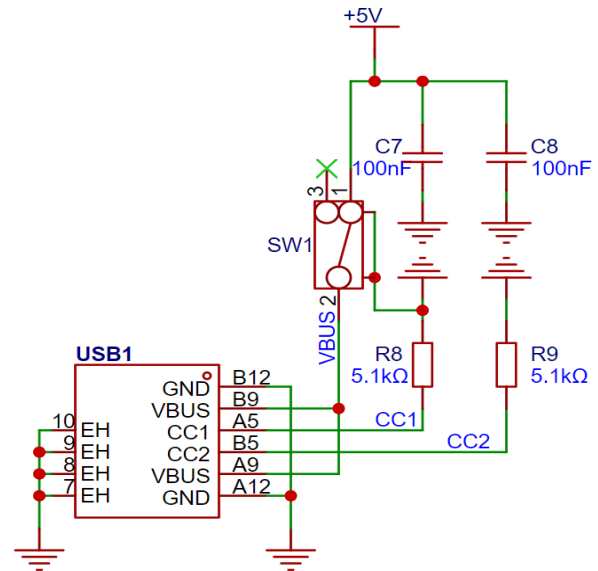 +5V
C7
100nF
C8
100nF
3
1
SW1
2
VBUS
USB1
R8
5.1kΩ
R9
5.1kΩ
GND
B12
VBUS
B9
CC1
10
EH
CC1
A5
CC2
9
EH
CC2
B5
8
EH
VBUS
A9
7
EH
GND
A12